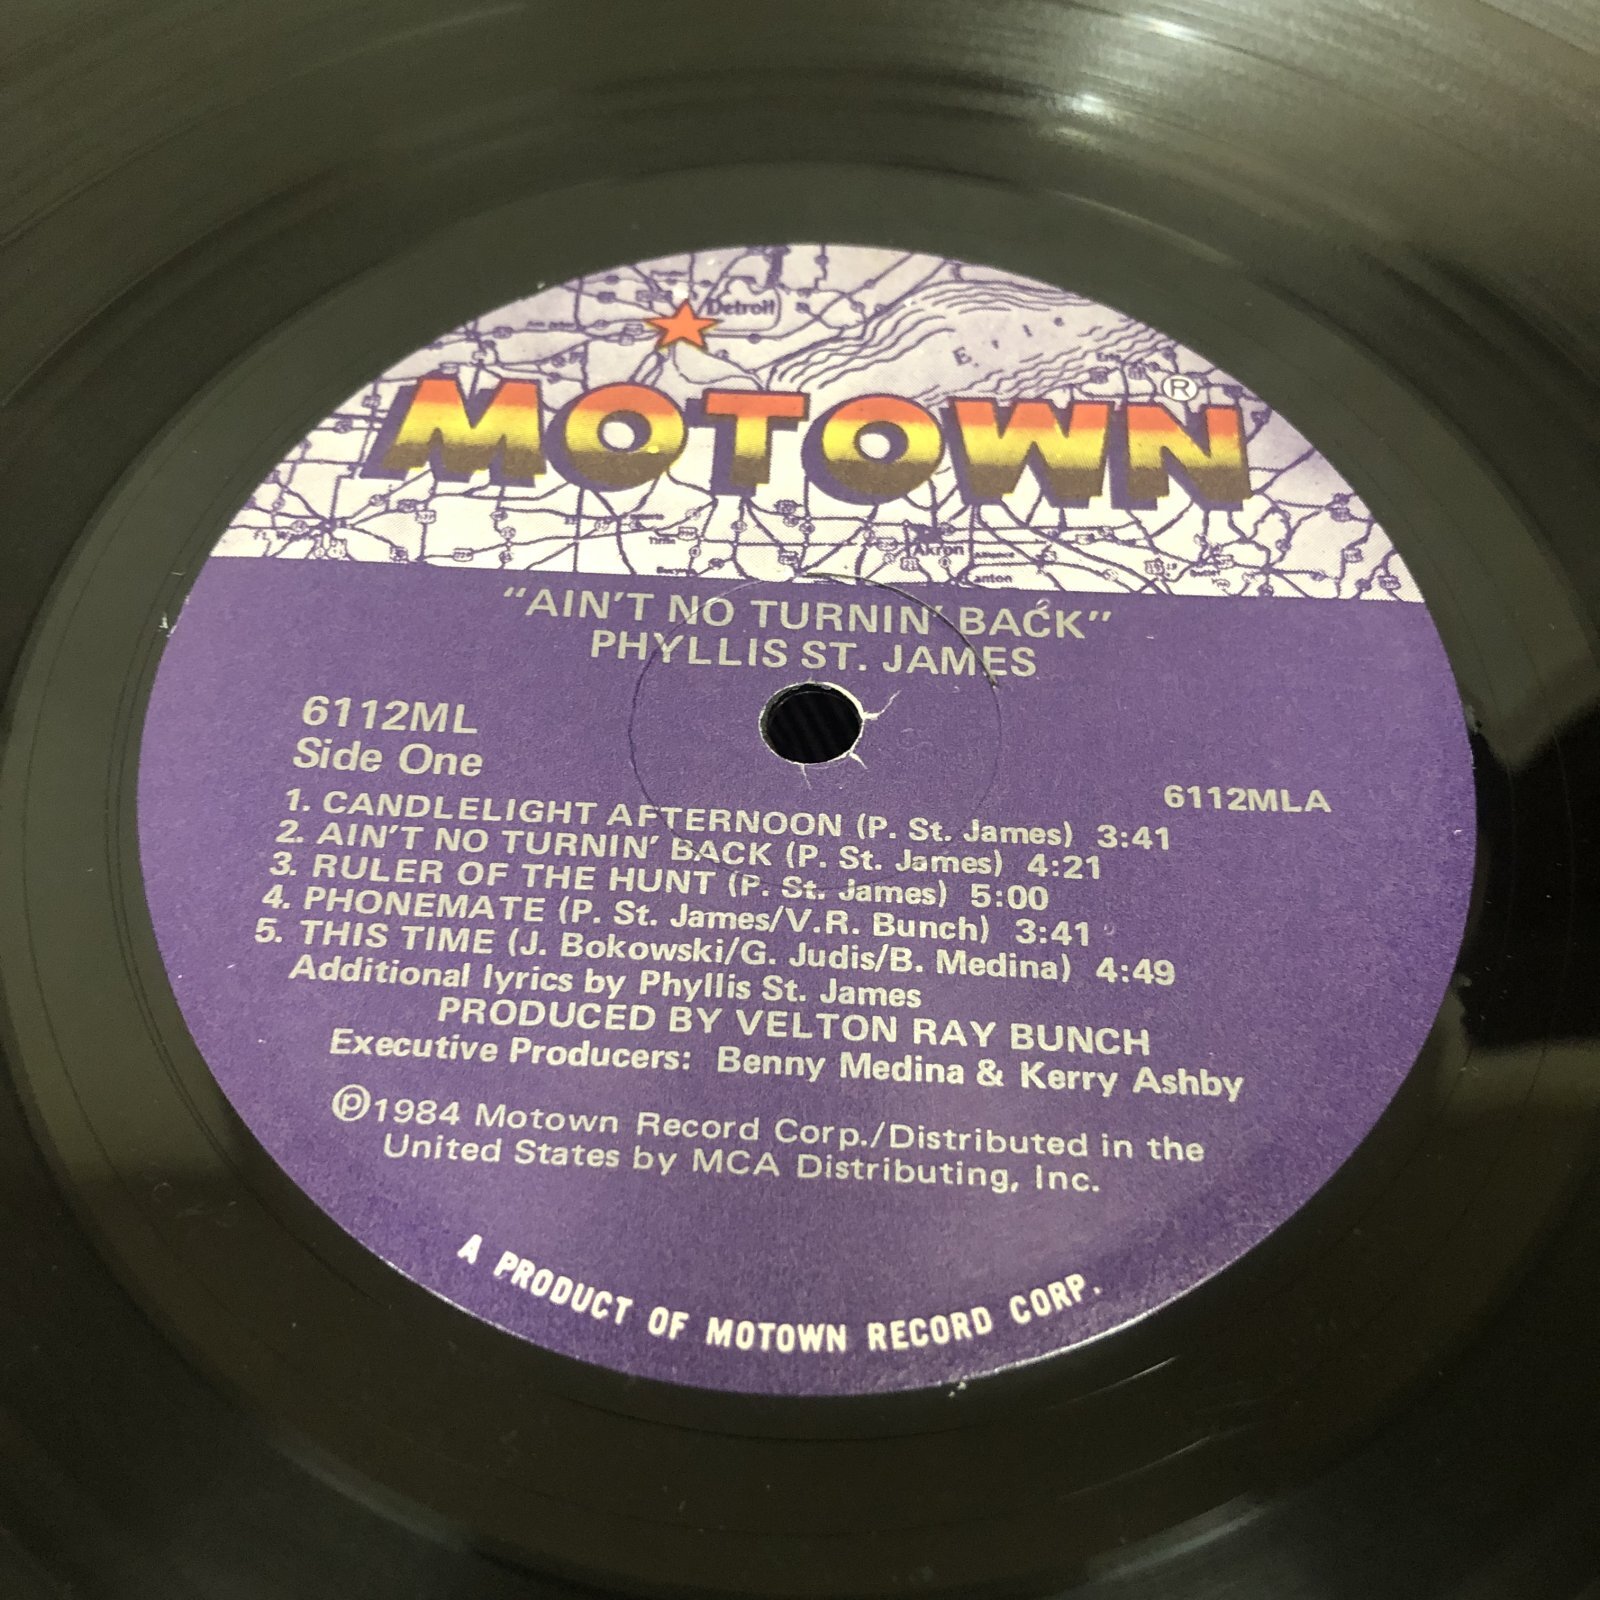 Detroit
Erie
MOTOWN®
Akron
Canton
"AIN'T NO TURNIN' BACK"
PHYLLIS ST. JAMES
6112ML
Side One
6112MLA
1. CANDLELIGHT AFTERNOON (P. St. James) 3:41
2. AIN'T NO TURNIN' BACK (P. St. James) 4:21
3. RULER OF THE HUNT (P. St. James) 5:00
4. PHONEMATE (P. St. James/V.R. Bunch) 3:41
5. THIS TIME (J. Bokowski/G. Judis/B. Medina) 4:49
Additional lyrics by Phyllis St. James
PRODUCED BY VELTON RAY BUNCH
Executive Producers: Benny Medina & Kerry Ashby
℗1984 Motown Record Corp./Distributed in the
United States by MCA Distributing, Inc.
A PRODUCT OF MOTOWN RECORD CORP.